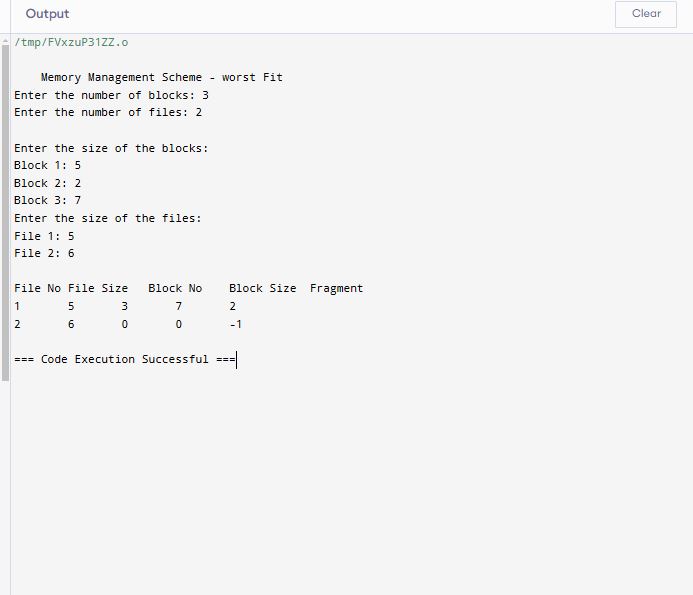 Output
Clear
/tmp/FVxzuP31ZZ.o
Memory Management Scheme - worst Fit
Enter the number of blocks: 3
Enter the number of files: 2
Enter the size of the blocks:
Block 1: 5
Block 2: 2
Block 3: 7
Enter the size of the files:
File 1: 5
File 2: 6
File No File Size Block No Block Size Fragment
1 5 3 7 2
2 6 0 0 -1
=== Code Execution Successful ===